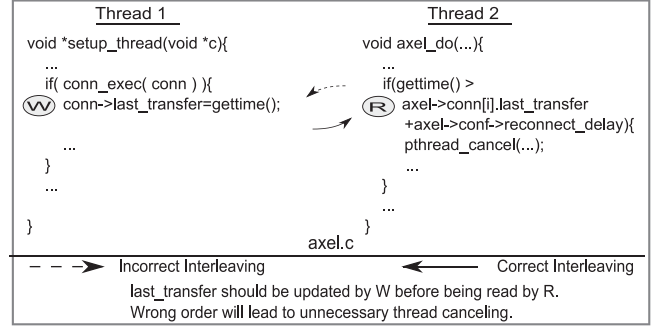 Thread 1
void *setup_thread(void *c){
...
if( conn_exec( conn ) ){
W conn->last_transfer=gettime();
...
}
...
}
Thread 2
void axel_do(...){
...
if(gettime() >
R axel->conn[i].last_transfer
+axel->conf->reconnect_delay){
pthread_cancel(...);
...
}
...
}
axel.c
Incorrect Interleaving
Correct Interleaving
last_transfer should be updated by W before being read by R.
Wrong order will lead to unnecessary thread canceling.